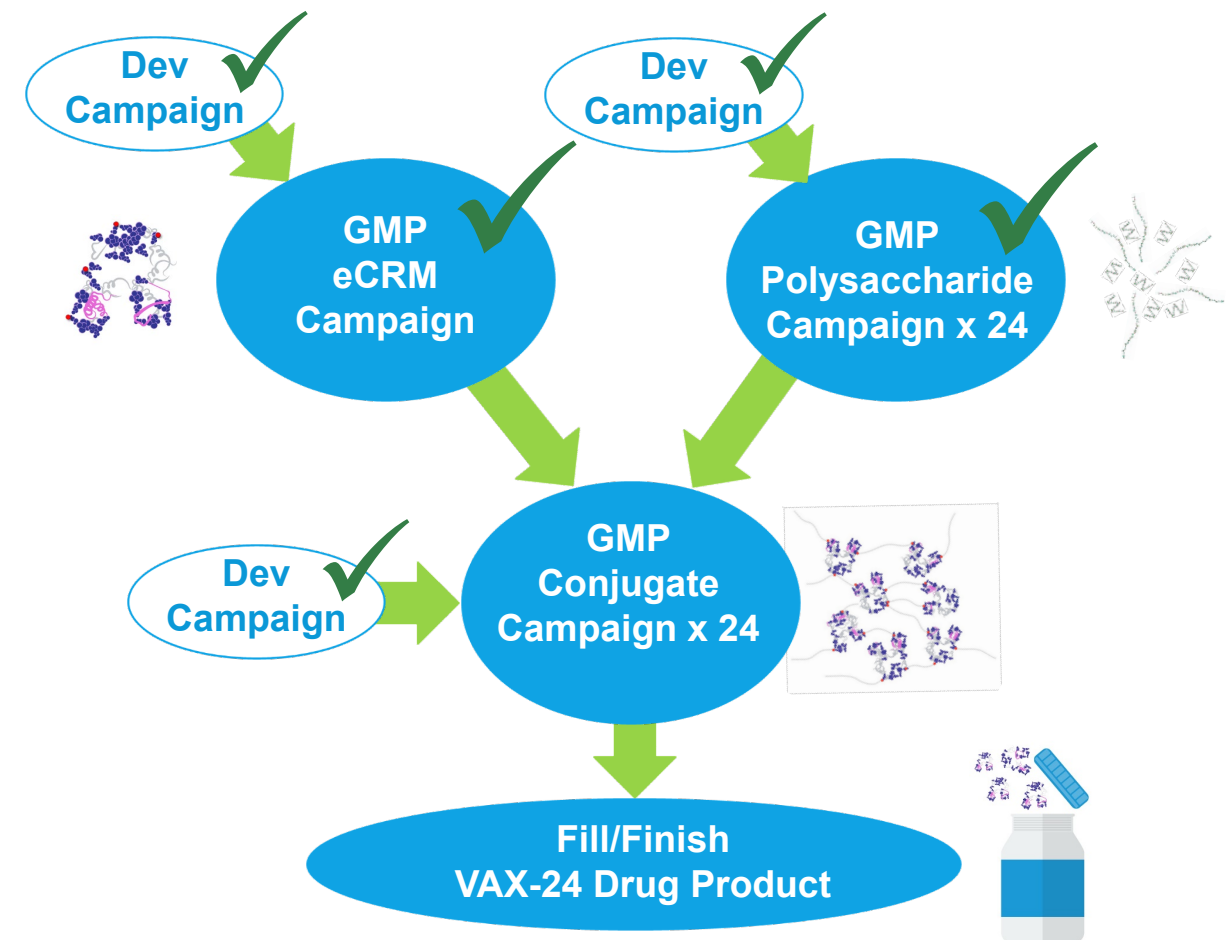 Dev
Campaign
Dev
Campaign
GMP
eCRM
Campaign
GMP
Polysaccharide
Campaign x 24
Dev
Campaign
GMP
Conjugate
Campaign x 24
Fill/Finish
VAX-24 Drug Product